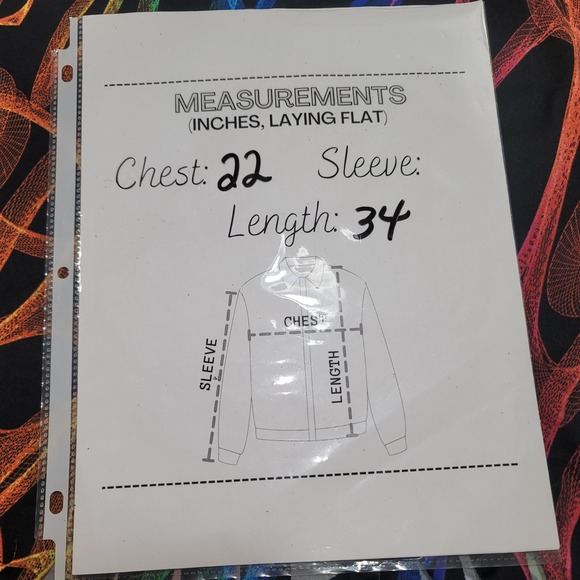 MEASUREMENTS
(INCHES, LAYING FLAT)
Chest: 22 Sleeve:
Length: 34
CHEST
SLEEVE
LENGTH